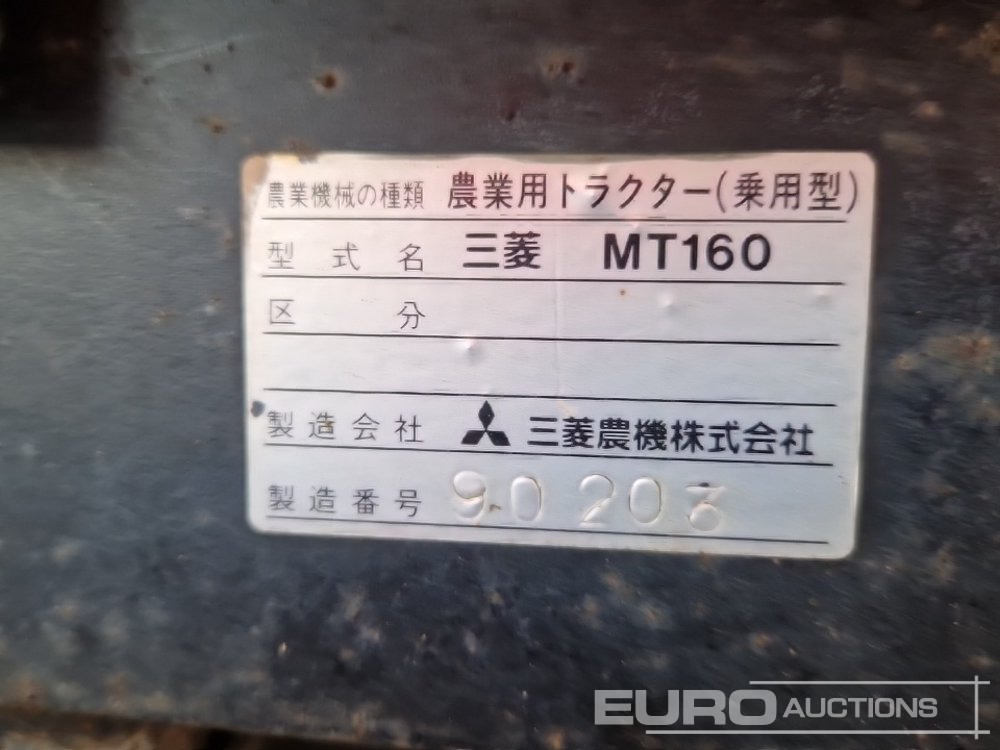 農業機械の種類 農業用トラクター(乗用型)
型式名 三菱 MT160
区分
製造会社 三菱農機株式会社
製造番号 90203
EURO AUCTIONS